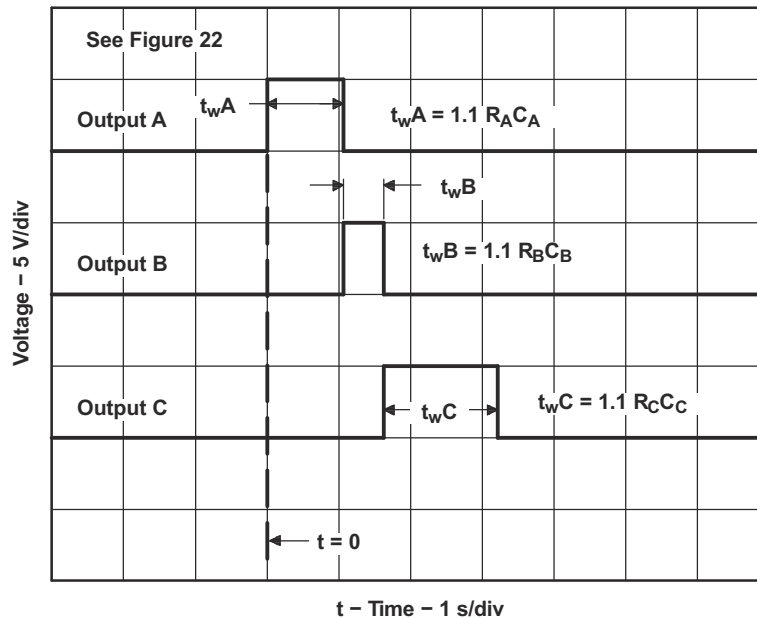 See Figure 22
twA
Output A
twA = 1.1 RACA
twB
Output B
twB = 1.1 RBCB
Output C
twC
twC = 1.1 RCCC
t = 0
Voltage − 5 V/div
t − Time − 1 s/div